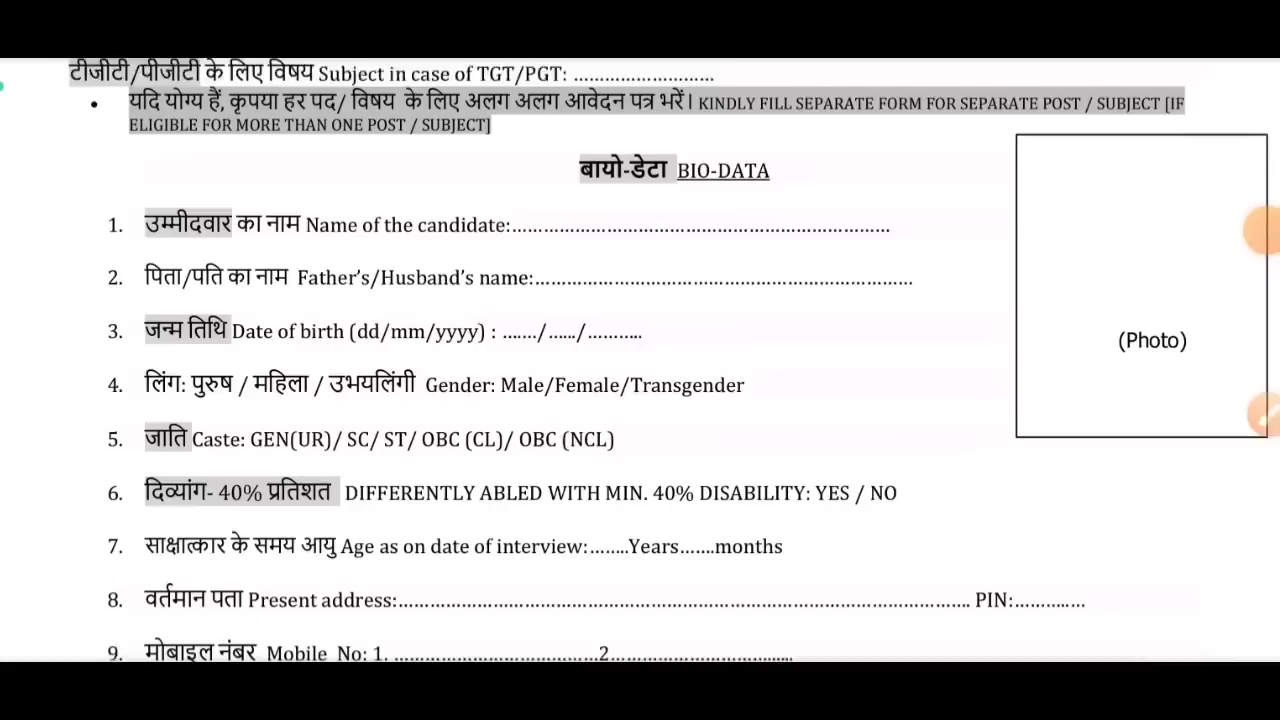 टीजीटी/पीजीटी के लिए विषय Subject in case of TGT/PGT: ………………………
• यदि योग्य हैं, कृपया हर पद/ विषय के लिए अलग अलग आवेदन पत्र भरें। KINDLY FILL SEPARATE FORM FOR SEPARATE POST / SUBJECT [IF
ELIGIBLE FOR MORE THAN ONE POST / SUBJECT]
बायो-डेटा BIO-DATA
1. उम्मीदवार का नाम Name of the candidate:……………………………………………………………
2. पिता/पति का नाम Father’s/Husband’s name:……………………………………………………………
3. जन्म तिथि Date of birth (dd/mm/yyyy) : ……./……/………..
(Photo)
4. लिंग: पुरुष / महिला / उभयलिंगी Gender: Male/Female/Transgender
5. जाति Caste: GEN(UR)/ SC/ ST/ OBC (CL)/ OBC (NCL)
6. दिव्यांग- 40% प्रतिशत DIFFERENTLY ABLED WITH MIN. 40% DISABILITY: YES / NO
7. साक्षात्कार के समय आयु Age as on date of interview:……..Years…….months
8. वर्तमान पता Present address:……………………………………………………………………………………………. PIN:…………..
9. मोबाइल नंबर Mobile No: 1. ………………………………..2…………………………….